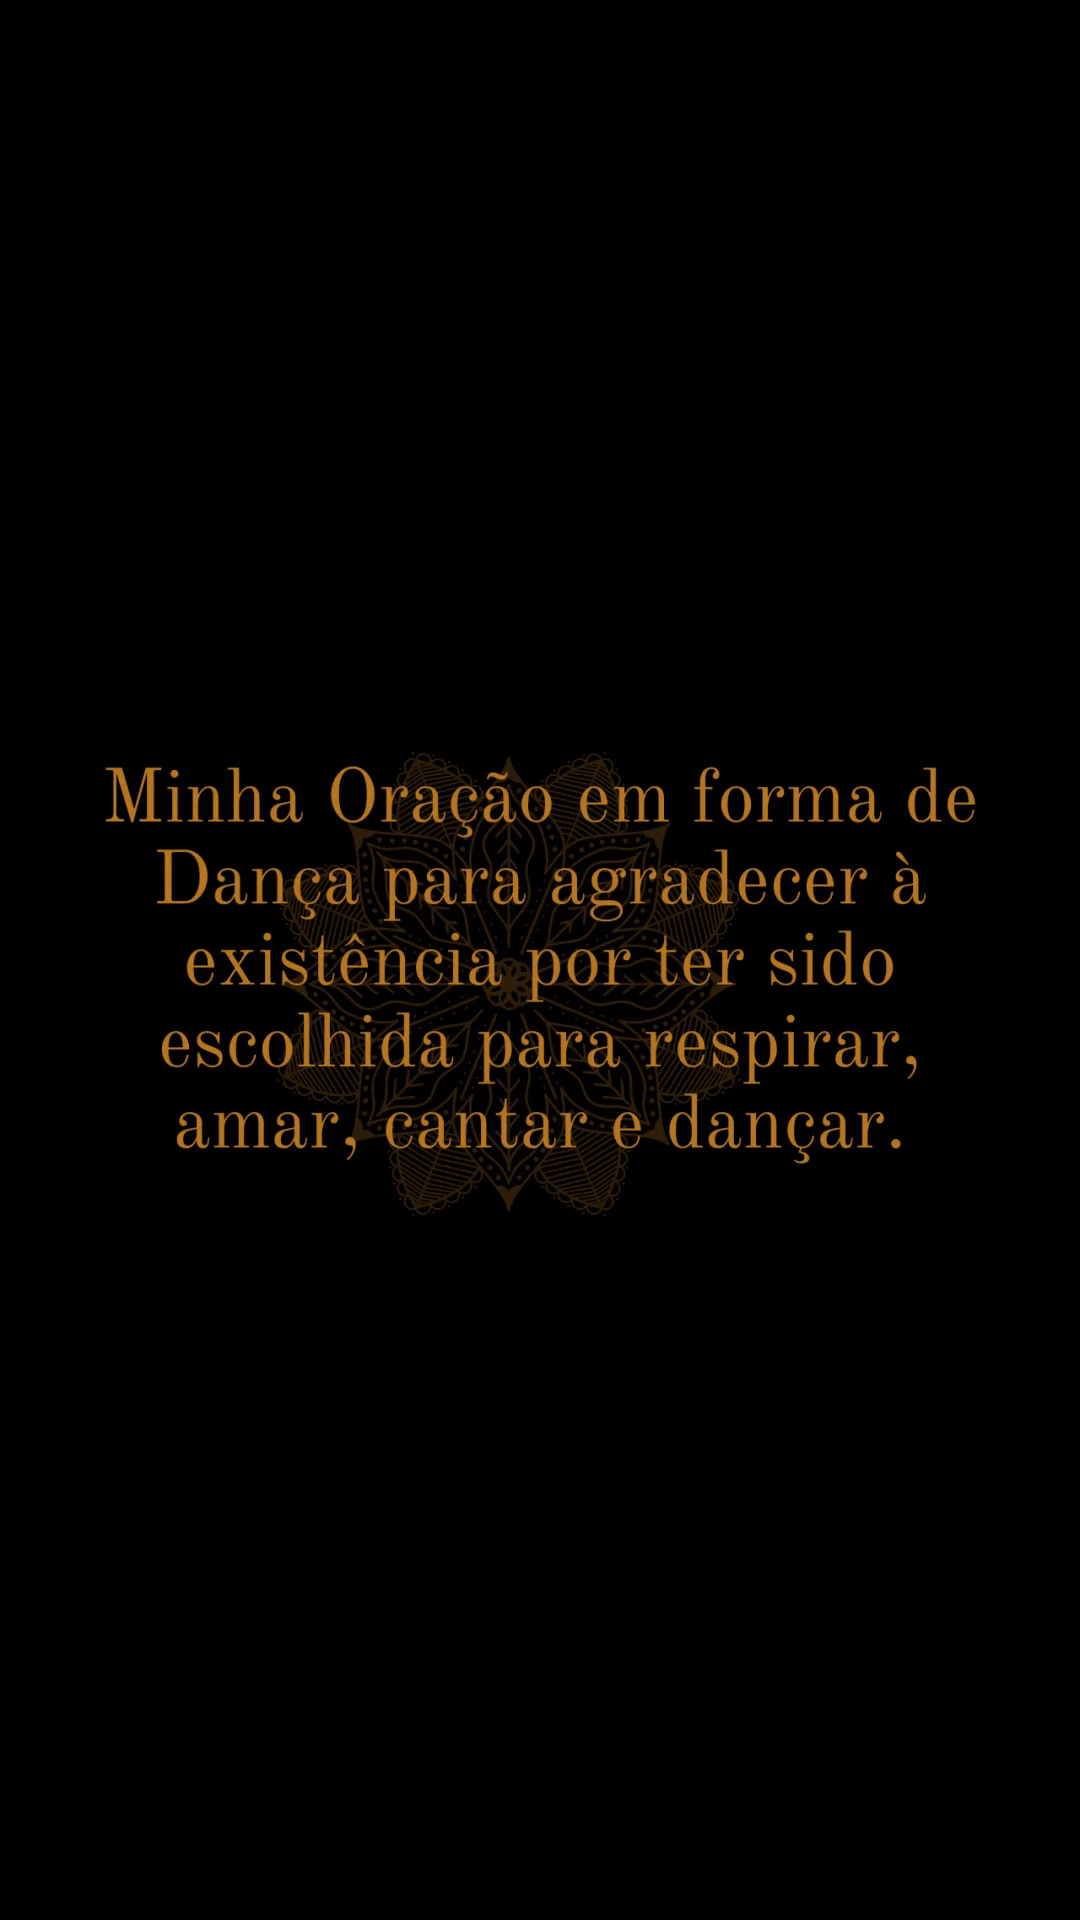 Minha Oração em forma de
Dança para agradecer à
existência por ter sido
escolhida para respirar,
amar, cantar e dançar.